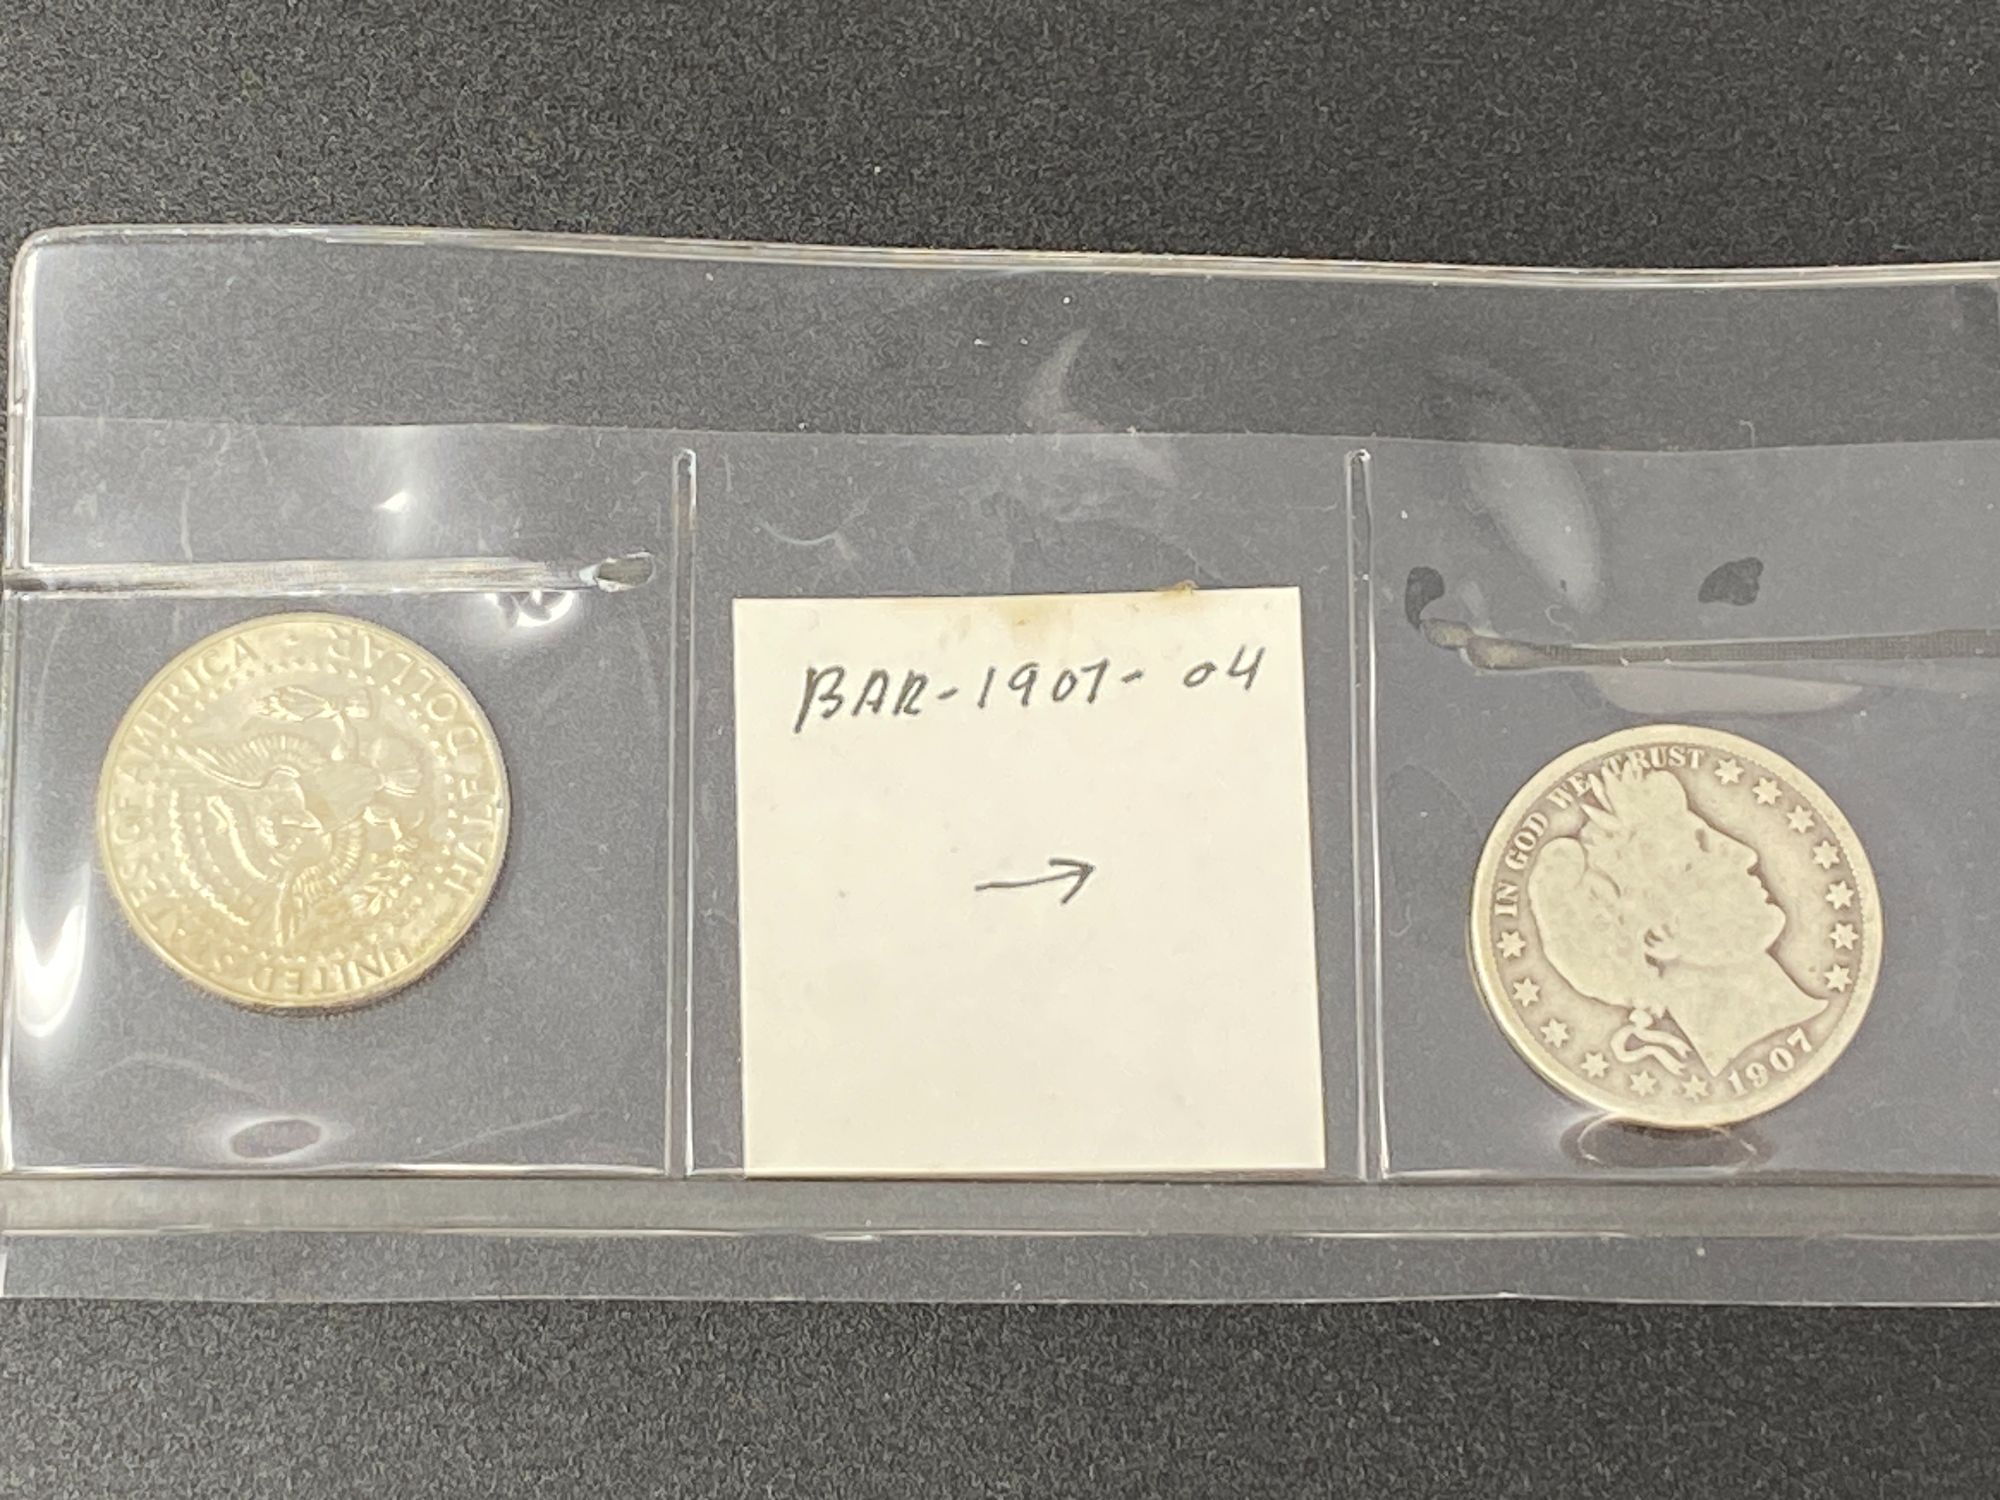 UNITED STATES OF AMERICA · HALF DOLLAR ·
BAR-1907-04
→
IN GOD WE TRUST
1907